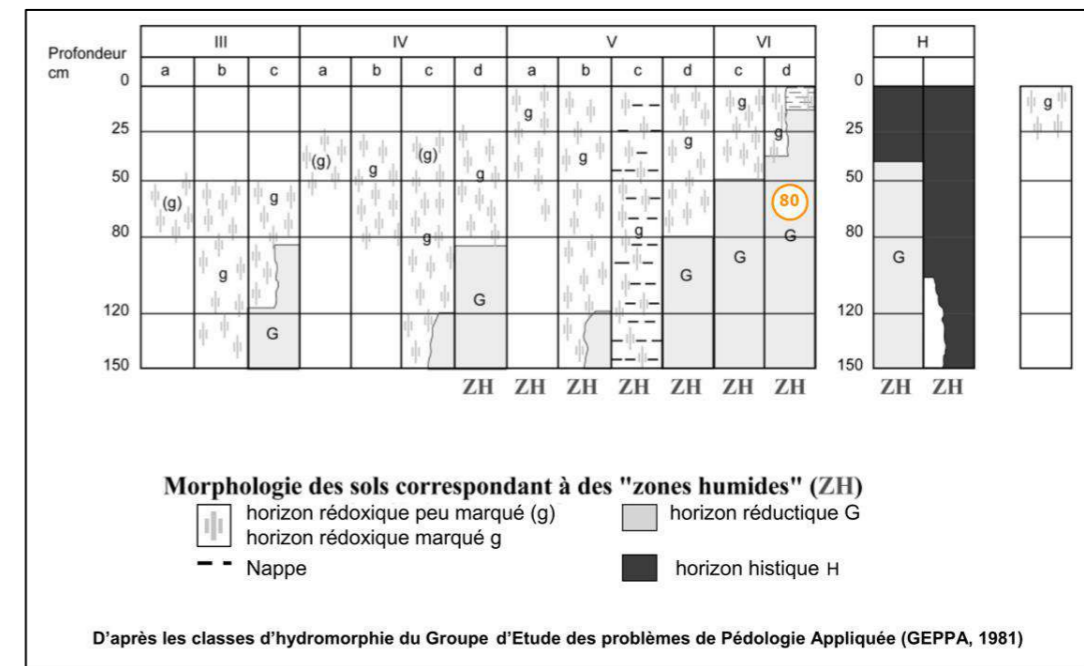 III IV V VI H
Profondeur
cm
a b c a b c d a b c d c d
0 0
g g g
25 25
(g) g (g) g g g g
50 50
(g) g 80
80 g g G 80
g G G G G
120 G 120
150 150
ZH ZH ZH ZH ZH ZH ZH ZH ZH
Morphologie des sols correspondant à des "zones humides" (ZH)
horizon rédoxique peu marqué (g) horizon réductique G
horizon rédoxique marqué g
Nappe horizon histique H
D'après les classes d'hydromorphie du Groupe d'Etude des problèmes de Pédologie Appliquée (GEPPA, 1981)